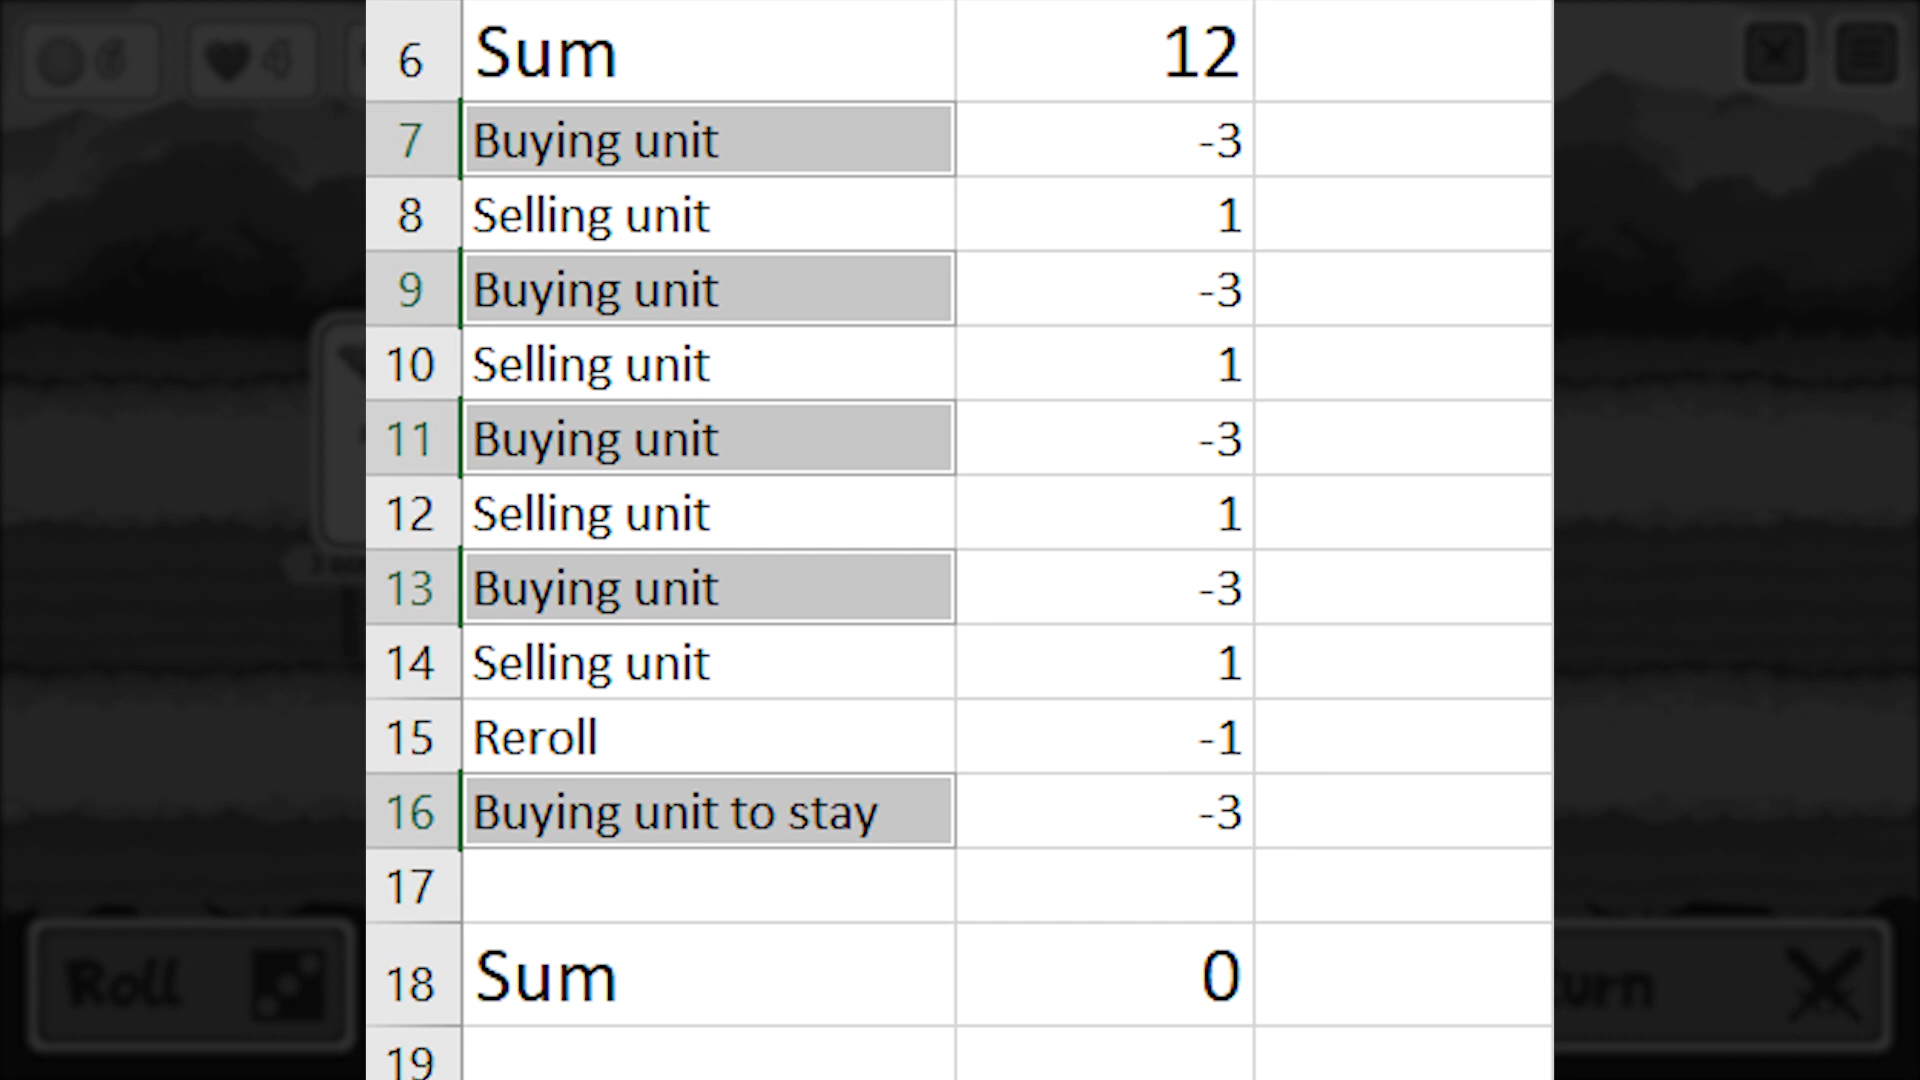 6 Sum 12
7 Buying unit -3
8 Selling unit 1
9 Buying unit -3
10 Selling unit 1
11 Buying unit -3
12 Selling unit 1
13 Buying unit -3
14 Selling unit 1
15 Reroll -1
16 Buying unit to stay -3
17
18 Sum 0
19
Roll
urn